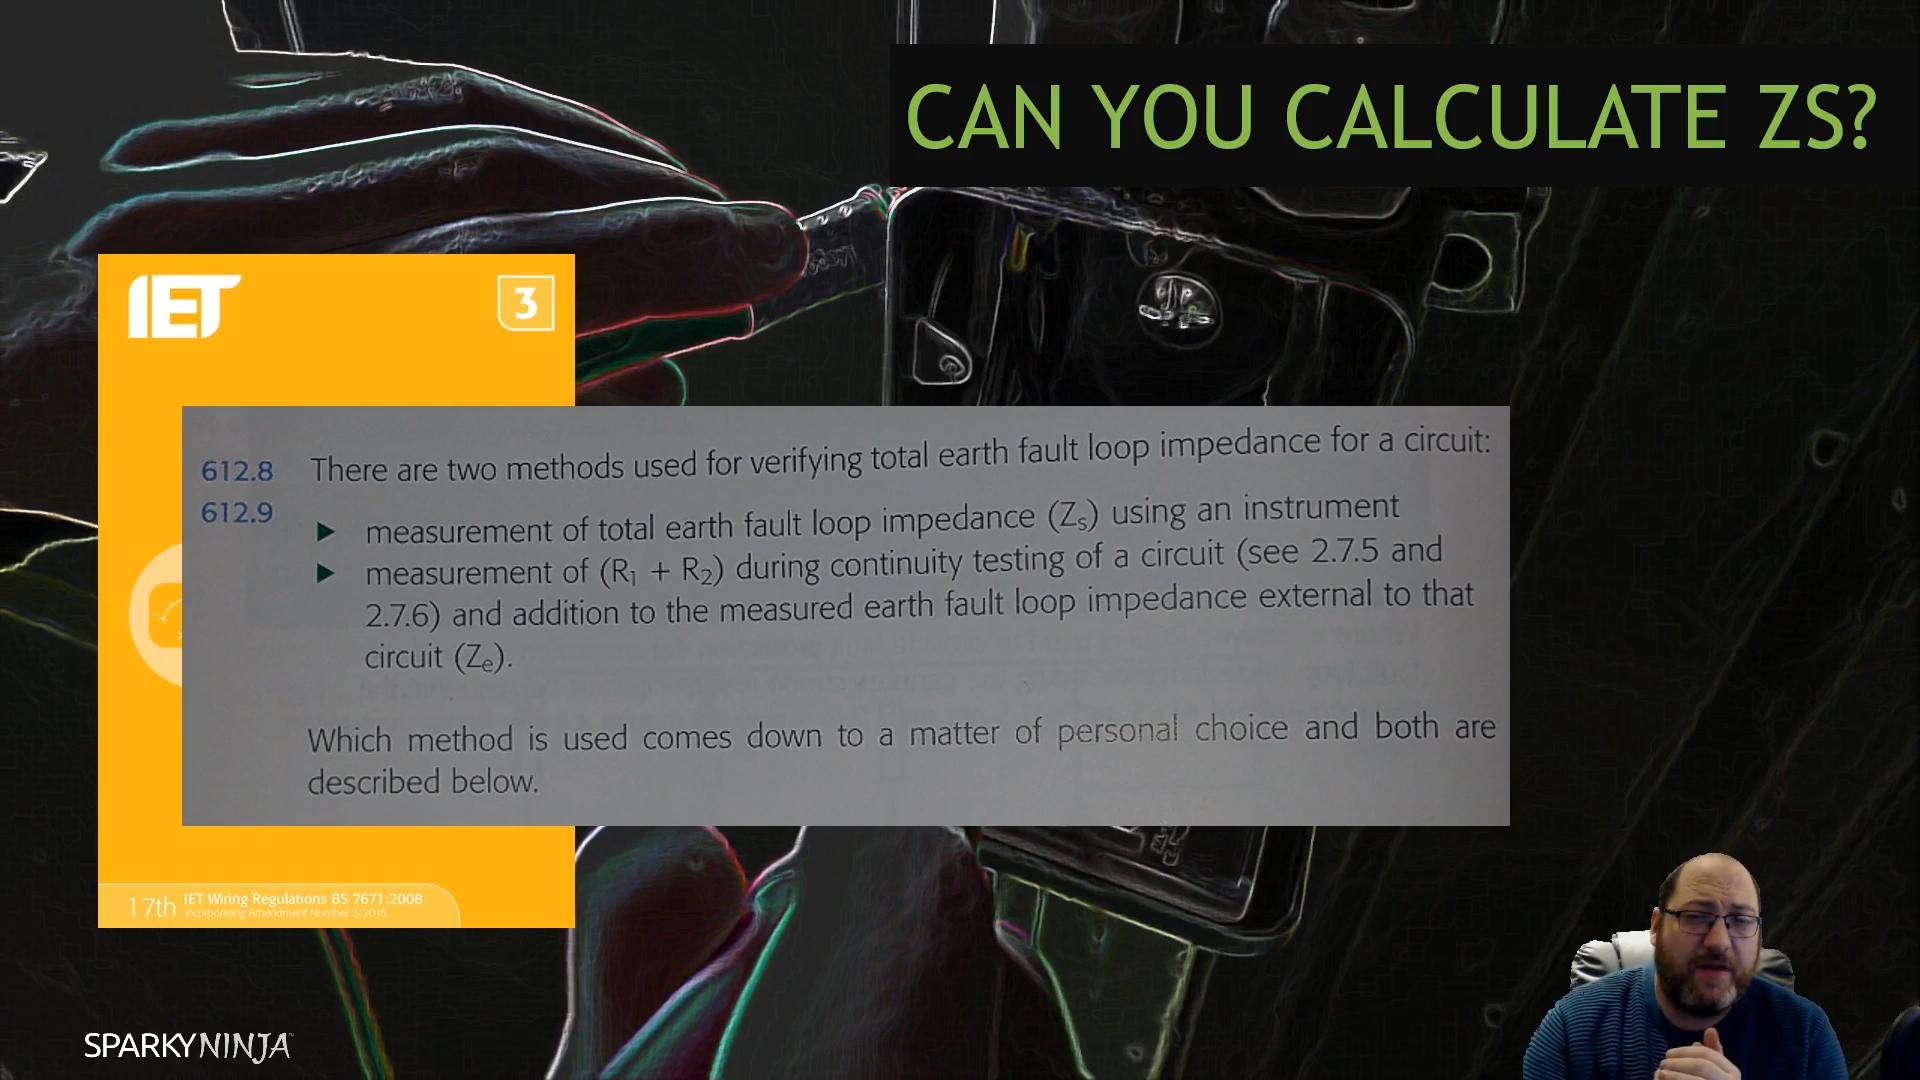 CAN YOU CALCULATE ZS?
IET
3
612.8 There are two methods used for verifying total earth fault loop impedance for a circuit:
612.9
▶ measurement of total earth fault loop impedance (Zs) using an instrument
▶ measurement of (R1 + R2) during continuity testing of a circuit (see 2.7.5 and
2.7.6) and addition to the measured earth fault loop impedance external to that
circuit (Ze).
Which method is used comes down to a matter of personal choice and both are
described below.
17th IET Wiring Regulations BS 7671:2008
incorporating Amendment Number 3:2015
SPARKYNINJA